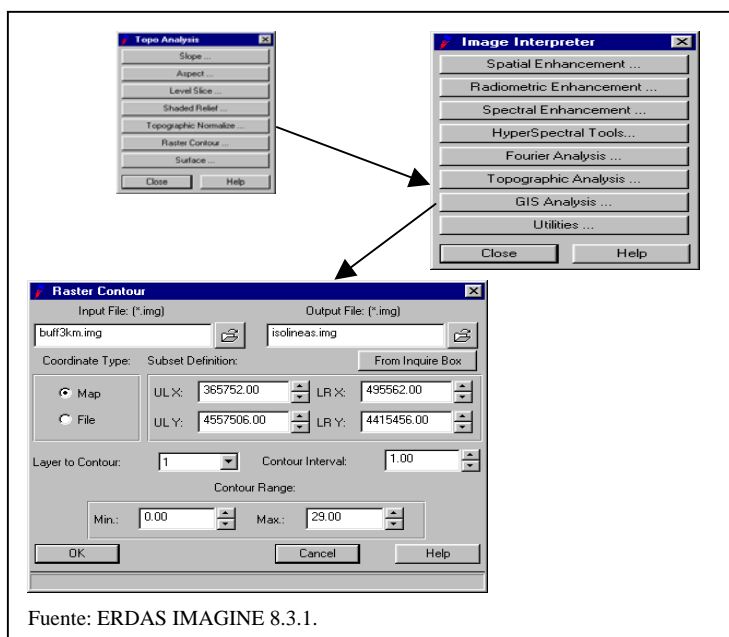 Topo Analysis
Slope ...
Aspect ...
Level Slice ...
Shaded Relief ...
Topographic Normalize ...
Raster Contour ...
Surface ...
Close Help
Image Interpreter
Spatial Enhancement ...
Radiometric Enhancement ...
Spectral Enhancement ...
HyperSpectral Tools...
Fourier Analysis ...
Topographic Analysis ...
GIS Analysis ...
Utilities ...
Close Help
Raster Contour
Input File: (*.img) Output File: (*.img)
buff3km.img isolineas.img
Coordinate Type: Subset Definition: From Inquire Box
Map UL X: 365752.00 LR X: 495562.00
File UL Y: 4557506.00 LR Y: 4415456.00
Layer to Contour: 1 Contour Interval: 1.00
Contour Range:
Min.: 0.00 Max.: 29.00
OK Cancel Help
Fuente: ERDAS IMAGINE 8.3.1.